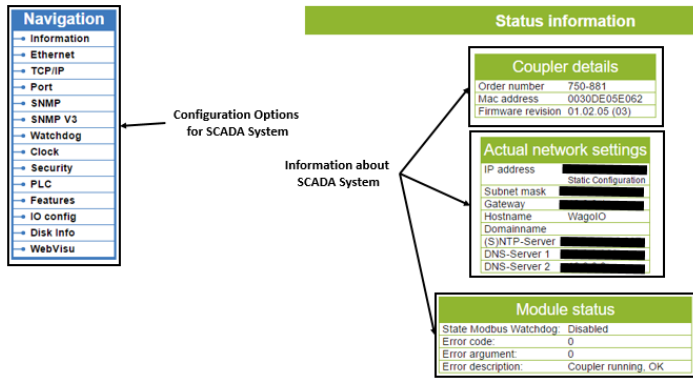 Navigation
Information
Ethernet
TCP/IP
Port
SNMP
SNMP V3
Watchdog
Clock
Security
PLC
Features
IO config
Disk Info
WebVisu
Configuration Options
for SCADA System
Information about
SCADA System
Status information
Coupler details
Order number 750-881
Mac address 0030DE05E062
Firmware revision 01.02.05 (03)
Actual network settings
IP address
Static Configuration
Subnet mask
Gateway
Hostname WagoIO
Domainname
(S)NTP-Server
DNS-Server 1
DNS-Server 2
Module status
State Modbus Watchdog: Disabled
Error code: 0
Error argument: 0
Error description: Coupler running, OK